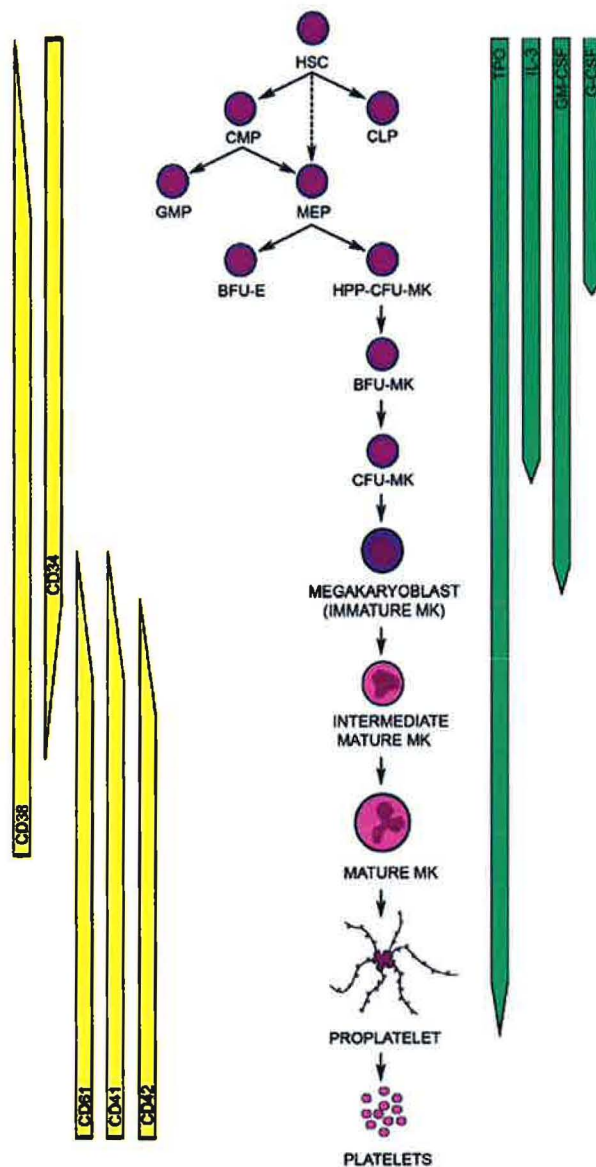 TPO
IL-3
GM-CSF
G-CSF
HSC
CMP
CLP
GMP
MEP
BFU-E
HPP-CFU-MK
BFU-MK
CFU-MK
CD34
MEGAKARYOBLAST
(IMMATURE MK)
INTERMEDIATE
MATURE MK
CD38
MATURE MK
PROPLATELET
CD61
CD41
CD42
PLATELETS